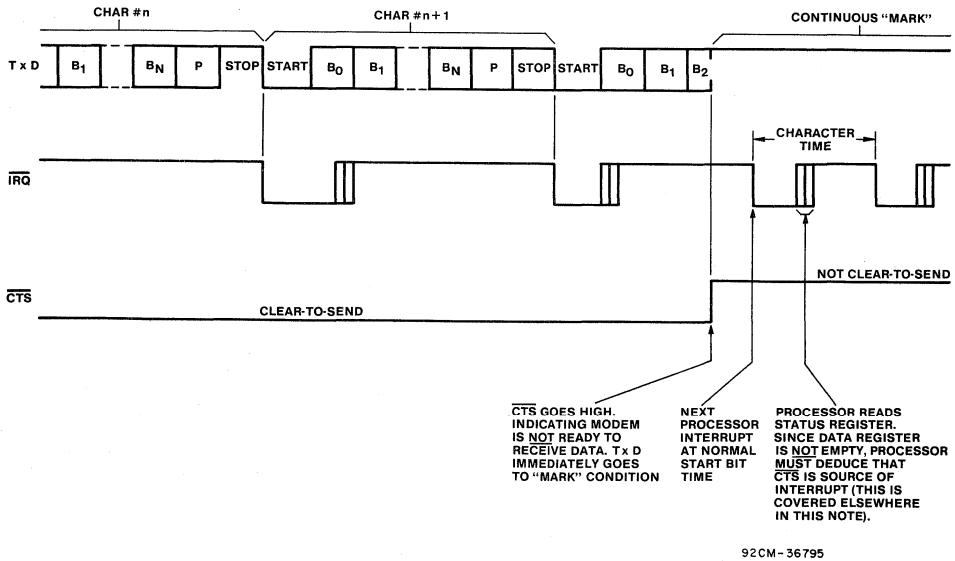 CHAR #n
CHAR #n+1
CONTINUOUS "MARK"
T x D
B1
BN
P
STOP
START
B0
B1
BN
P
STOP
START
B0
B1
B2
CHARACTER
TIME
IRQ
NOT CLEAR-TO-SEND
CTS
CLEAR-TO-SEND
CTS GOES HIGH.
INDICATING MODEM
IS NOT READY TO
RECEIVE DATA. T x D
IMMEDIATELY GOES
TO "MARK" CONDITION
NEXT
PROCESSOR
INTERRUPT
AT NORMAL
START BIT
TIME
PROCESSOR READS
STATUS REGISTER.
SINCE DATA REGISTER
IS NOT EMPTY, PROCESSOR
MUST DEDUCE THAT
CTS IS SOURCE OF
INTERRUPT (THIS IS
COVERED ELSEWHERE
IN THIS NOTE).
92CM-36795